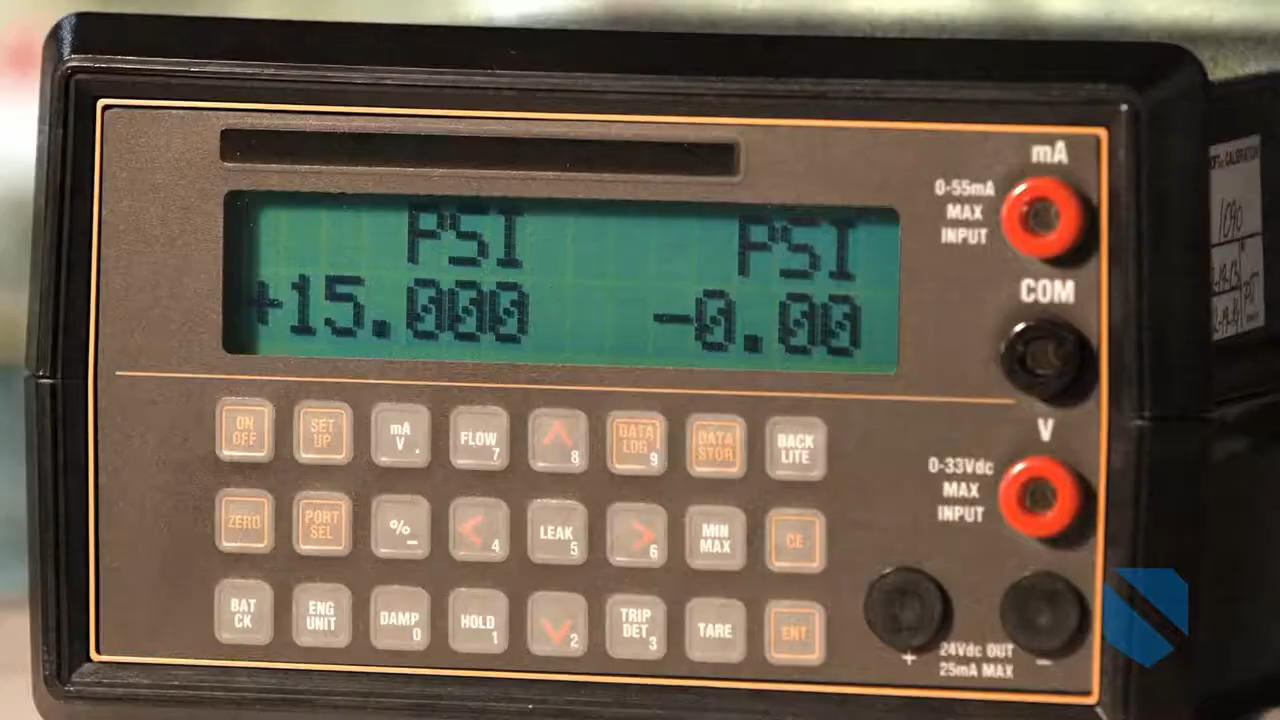 PSI PSI
+15.000 -0.00
mA
0-55mA
MAX
INPUT
COM
V
0-33Vdc
MAX
INPUT
ON
OFF
SET
UP
mA
V .
FLOW
7
8
DATA
LOG 9
DATA
STOR
BACK
LITE
ZERO
PORT
SEL
%
-
4
LEAK
5
6
MIN
MAX
CE
BAT
CK
ENG
UNIT
DAMP
0
HOLD
1
2
TRIP
DET 3
TARE
ENT
+ 24Vdc OUT -
25mA MAX
CALIBRATION